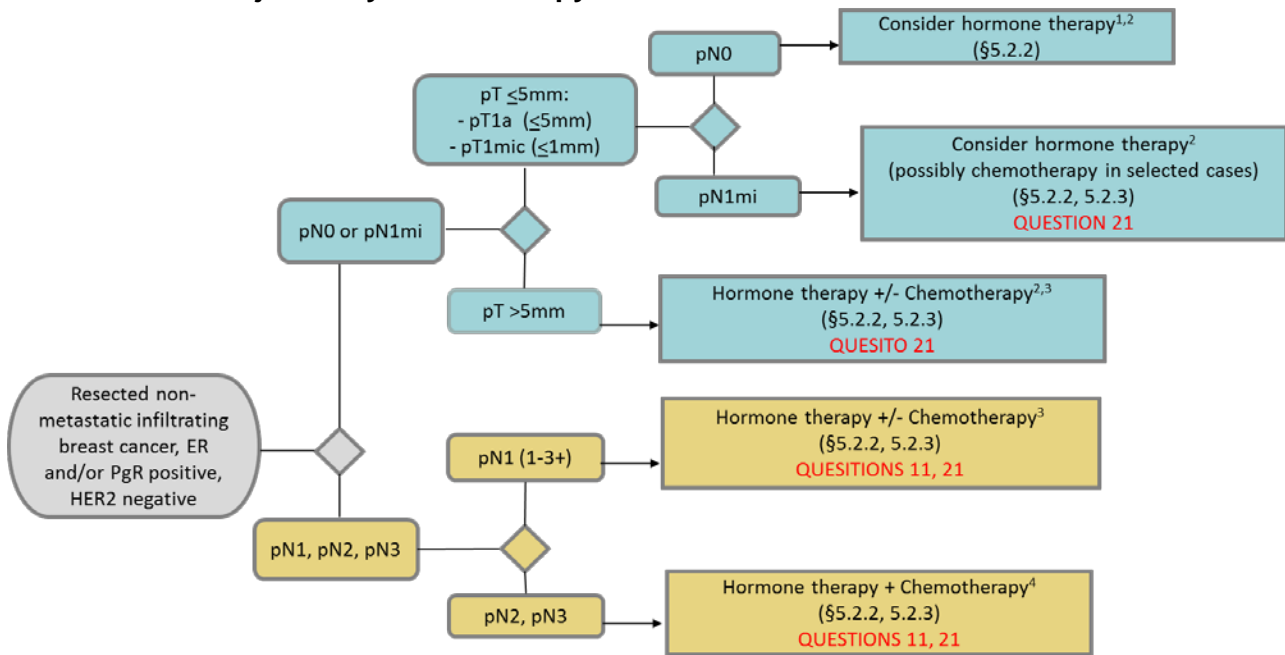 pN0
Consider hormone therapy1,2
(§5.2.2)
pT ≤5mm:
- pT1a (≤5mm)
- pT1mic (≤1mm)
Consider hormone therapy2
(possibly chemotherapy in selected cases)
(§5.2.2, 5.2.3)
QUESTION 21
pN1mi
pN0 or pN1mi
pT >5mm
Hormone therapy +/- Chemotherapy2,3
(§5.2.2, 5.2.3)
QUESITO 21
Resected non-
metastatic infiltrating
breast cancer, ER
and/or PgR positive,
HER2 negative
pN1 (1-3+)
Hormone therapy +/- Chemotherapy3
(§5.2.2, 5.2.3)
QUESITIONS 11, 21
pN1, pN2, pN3
pN2, pN3
Hormone therapy + Chemotherapy4
(§5.2.2, 5.2.3)
QUESTIONS 11, 21